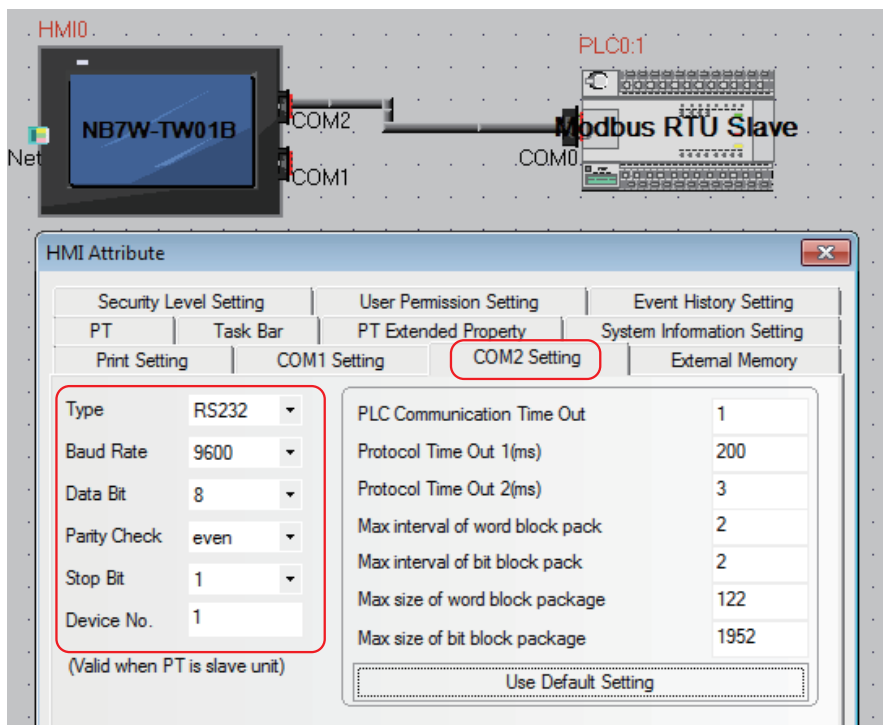 HMI0
PLC0:1
NB7W-TW01B
COM2
Modbus RTU Slave
Net
COM0
COM1
HMI Attribute
Security Level Setting
User Permission Setting
Event History Setting
PT
Task Bar
PT Extended Property
System Information Setting
Print Setting
COM1 Setting
COM2 Setting
External Memory
Type RS232
Baud Rate 9600
Data Bit 8
Parity Check even
Stop Bit 1
Device No. 1
(Valid when PT is slave unit)
PLC Communication Time Out 1
Protocol Time Out 1(ms) 200
Protocol Time Out 2(ms) 3
Max interval of word block pack 2
Max interval of bit block pack 2
Max size of word block package 122
Max size of bit block package 1952
Use Default Setting